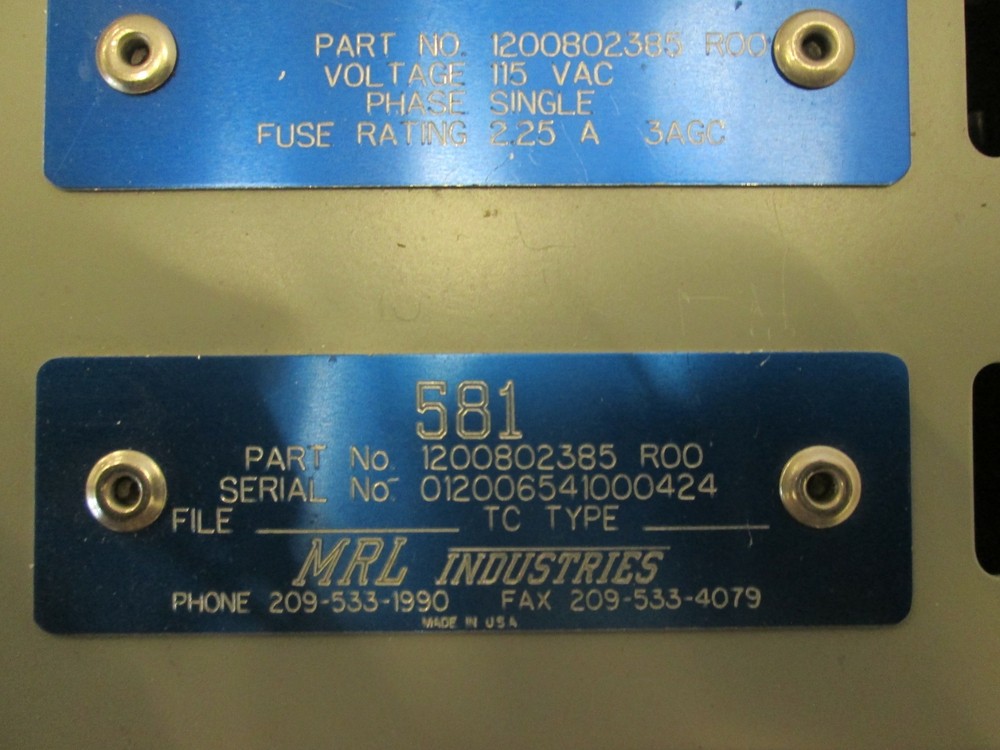 PART NO. 1200802385 R00
VOLTAGE 115 VAC
PHASE SINGLE
FUSE RATING 2.25 A 3AGC
581
PART No. 1200802385 R00
SERIAL No. 012006541000424
FILE ____________ TC TYPE ________
MRL INDUSTRIES
PHONE 209-533-1990 FAX 209-533-4079
MADE IN USA